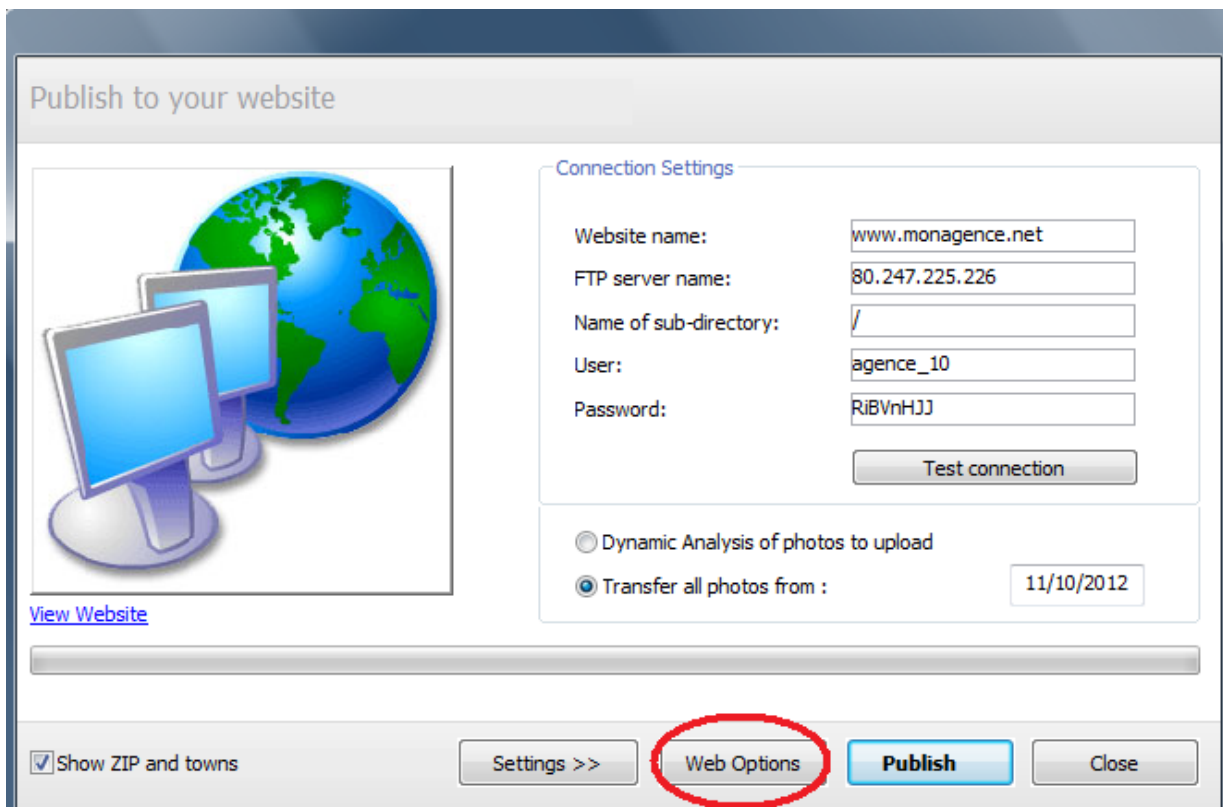 Publish to your website
Connection Settings
Website name: www.monagence.net
FTP server name: 80.247.225.226
Name of sub-directory: /
User: agence_10
Password: RiBVnHJJ
Test connection
Dynamic Analysis of photos to upload
Transfer all photos from : 11/10/2012
View Website
Show ZIP and towns Settings >> Web Options Publish Close